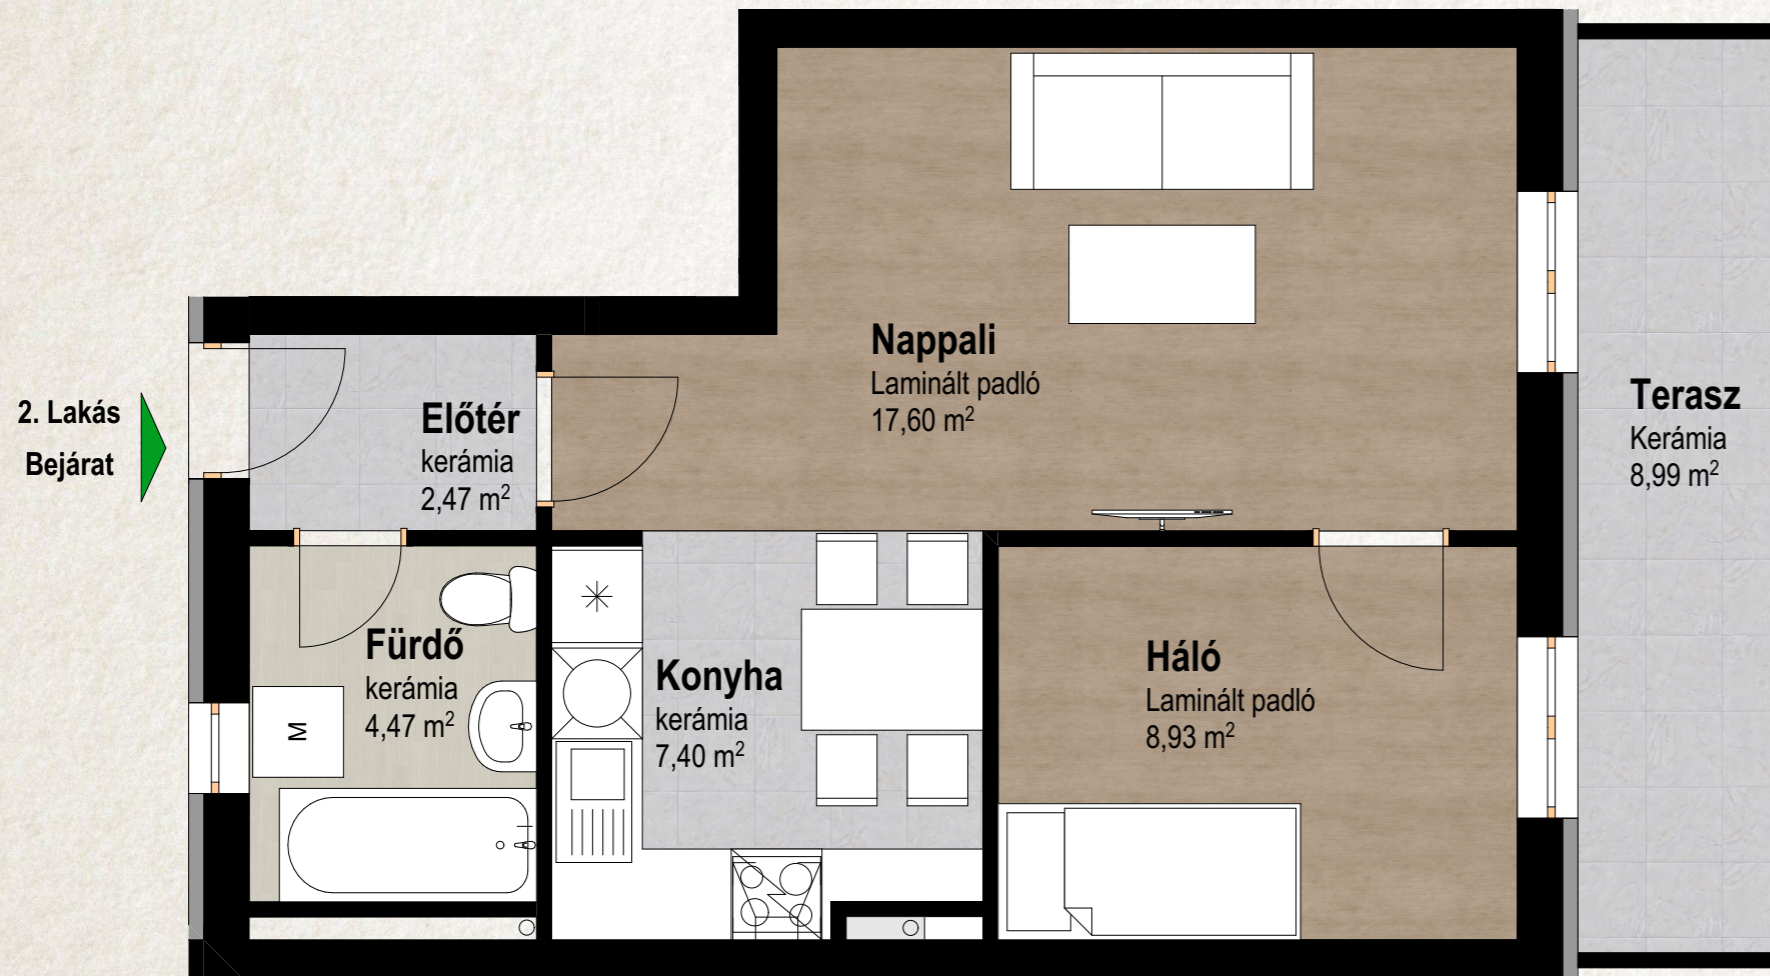 2. Lakás
Bejárat
Előtér
kerámia
2,47 m²
Nappali
Laminált padló
17,60 m²
Terasz
Kerámia
8,99 m²
Fürdő
kerámia
4,47 m²
M
Konyha
kerámia
7,40 m²
Háló
Laminált padló
8,93 m²